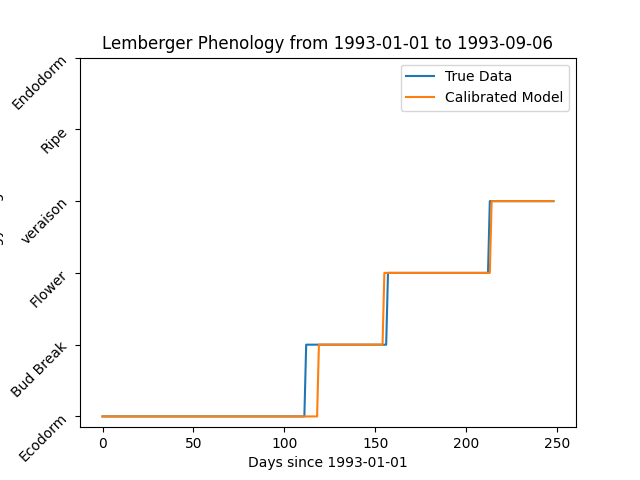 Lemberger Phenology from 1993-01-01 to 1993-09-06
True Data
Calibrated Model
Endodorm
Ripe
veraison
Flower
Bud Break
Ecodorm
0 50 100 150 200 250
Days since 1993-01-01